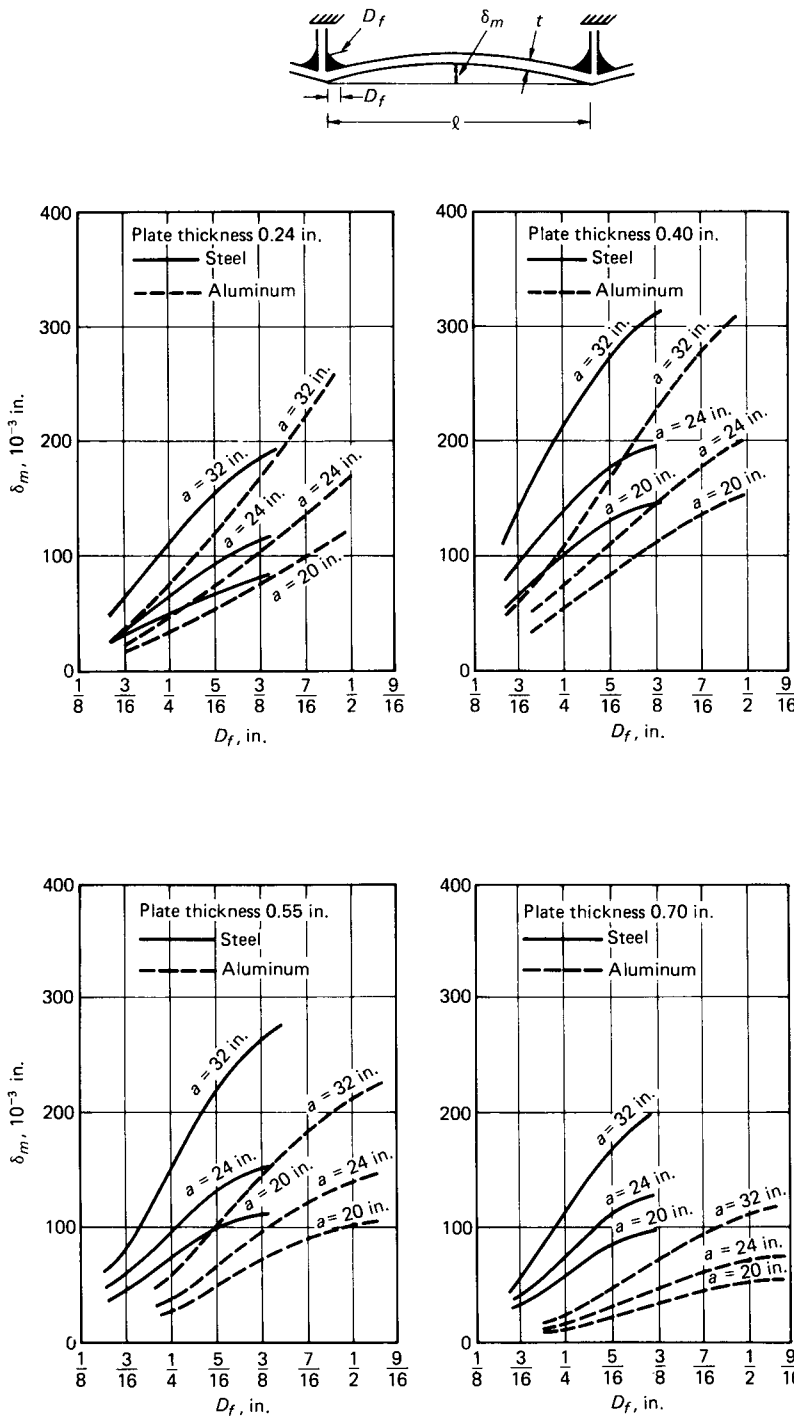 D_f
δ_m
t
D_f
ℓ
Plate thickness 0.24 in.
Steel
Aluminum
400
300
200
100
0
δ_m, 10⁻³ in.
a = 32 in.
a = 32 in.
a = 24 in.
a = 24 in.
a = 20 in.
1/8 3/16 1/4 5/16 3/8 7/16 1/2 9/16
D_f, in.
Plate thickness 0.40 in.
Steel
Aluminum
400
300
200
100
0
a = 32 in.
a = 32 in.
a = 24 in.
a = 24 in.
a = 20 in.
a = 20 in.
1/8 3/16 1/4 5/16 3/8 7/16 1/2 9/16
D_f, in.
Plate thickness 0.55 in.
Steel
Aluminum
400
300
200
100
0
δ_m, 10⁻³ in.
a = 32 in.
a = 32 in.
a = 24 in.
a = 20 in.
a = 24 in.
a = 20 in.
1/8 3/16 1/4 5/16 3/8 7/16 1/2 9/16
D_f, in.
Plate thickness 0.70 in.
Steel
Aluminum
400
300
200
100
0
a = 32 in.
a = 24 in.
a = 20 in.
a = 32 in.
a = 24 in.
a = 20 in.
1/8 3/16 1/4 5/16 3/8 7/16 1/2 9/16
D_f, in.